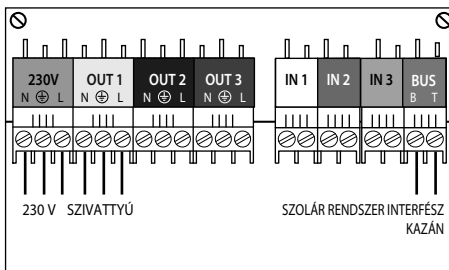 230V OUT 1 OUT 2 OUT 3 IN 1 IN 2 IN 3 BUS
N L N L N L N L B T
230 V SZIVATTYÚ SZOLÁR RENDSZER INTERFÉSZ
KAZÁN